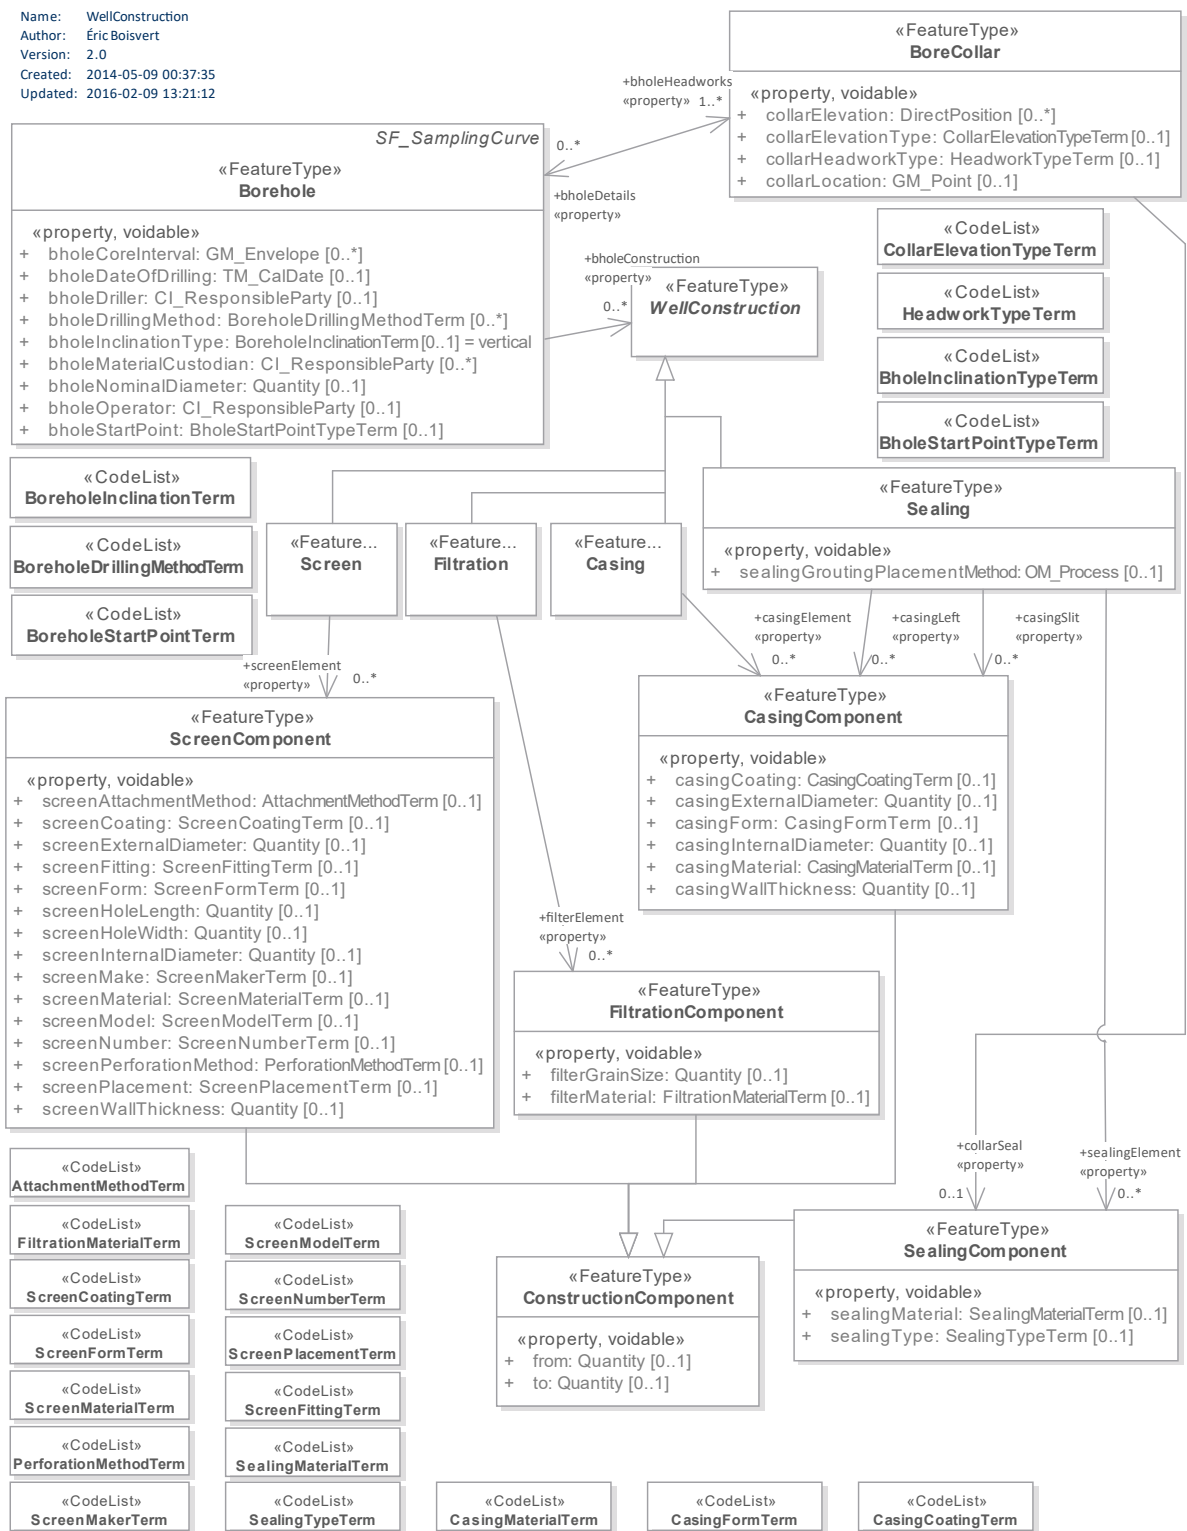 Name: WellConstruction
Author: Éric Boisvert
Version: 2.0
Created: 2014-05-09 00:37:35
Updated: 2016-02-09 13:21:12
«FeatureType»
BoreCollar
«property, voidable»
+ collarElevation: DirectPosition [0..*]
+ collarElevationType: CollarElevationTypeTerm [0..1]
+ collarHeadworkType: HeadworkTypeTerm [0..1]
+ collarLocation: GM_Point [0..1]
+bholeHeadworks
«property» 1..*
0..*
+bholeDetails
«property»
SF_SamplingCurve
«FeatureType»
Borehole
«property, voidable»
+ bholeCoreInterval: GM_Envelope [0..*]
+ bholeDateOfDrilling: TM_CalDate [0..1]
+ bholeDriller: CI_ResponsibleParty [0..1]
+ bholeDrillingMethod: BoreholeDrillingMethodTerm [0..*]
+ bholeInclinationType: BoreholeInclinationTerm [0..1] = vertical
+ bholeMaterialCustodian: CI_ResponsibleParty [0..*]
+ bholeNominalDiameter: Quantity [0..1]
+ bholeOperator: CI_ResponsibleParty [0..1]
+ bholeStartPoint: BholeStartPointTypeTerm [0..1]
+bholeConstruction
«property»
0..*
«FeatureType»
WellConstruction
«CodeList»
CollarElevationTypeTerm
«CodeList»
HeadworkTypeTerm
«CodeList»
BholeInclinationTypeTerm
«CodeList»
BholeStartPointTypeTerm
«CodeList»
BoreholeInclinationTerm
«CodeList»
BoreholeDrillingMethodTerm
«CodeList»
BoreholeStartPointTerm
«Feature...
Screen
«Feature...
Filtration
«Feature...
Casing
«FeatureType»
Sealing
«property, voidable»
+ sealingGroutingPlacementMethod: OM_Process [0..1]
+screenElement
«property»
0..*
+casingElement
«property»
0..*
+casingLeft
«property»
0..*
+casingSlit
«property»
0..*
«FeatureType»
ScreenComponent
«property, voidable»
+ screenAttachmentMethod: AttachmentMethodTerm [0..1]
+ screenCoating: ScreenCoatingTerm [0..1]
+ screenExternalDiameter: Quantity [0..1]
+ screenFitting: ScreenFittingTerm [0..1]
+ screenForm: ScreenFormTerm [0..1]
+ screenHoleLength: Quantity [0..1]
+ screenHoleWidth: Quantity [0..1]
+ screenInternalDiameter: Quantity [0..1]
+ screenMake: ScreenMakerTerm [0..1]
+ screenMaterial: ScreenMaterialTerm [0..1]
+ screenModel: ScreenModelTerm [0..1]
+ screenNumber: ScreenNumberTerm [0..1]
+ screenPerforationMethod: PerforationMethodTerm [0..1]
+ screenPlacement: ScreenPlacementTerm [0..1]
+ screenWallThickness: Quantity [0..1]
«FeatureType»
CasingComponent
«property, voidable»
+ casingCoating: CasingCoatingTerm [0..1]
+ casingExternalDiameter: Quantity [0..1]
+ casingForm: CasingFormTerm [0..1]
+ casingInternalDiameter: Quantity [0..1]
+ casingMaterial: CasingMaterialTerm [0..1]
+ casingWallThickness: Quantity [0..1]
+filterElement
«property»
0..*
«FeatureType»
FiltrationComponent
«property, voidable»
+ filterGrainSize: Quantity [0..1]
+ filterMaterial: FiltrationMaterialTerm [0..1]
+collarSeal
«property»
0..1
+sealingElement
«property»
0..*
«FeatureType»
SealingComponent
«property, voidable»
+ sealingMaterial: SealingMaterialTerm [0..1]
+ sealingType: SealingTypeTerm [0..1]
«FeatureType»
ConstructionComponent
«property, voidable»
+ from: Quantity [0..1]
+ to: Quantity [0..1]
«CodeList»
AttachmentMethodTerm
«CodeList»
FiltrationMaterialTerm
«CodeList»
ScreenCoatingTerm
«CodeList»
ScreenFormTerm
«CodeList»
ScreenMaterialTerm
«CodeList»
PerforationMethodTerm
«CodeList»
ScreenMakerTerm
«CodeList»
ScreenModelTerm
«CodeList»
ScreenNumberTerm
«CodeList»
ScreenPlacementTerm
«CodeList»
ScreenFittingTerm
«CodeList»
SealingMaterialTerm
«CodeList»
SealingTypeTerm
«CodeList»
CasingMaterialTerm
«CodeList»
CasingFormTerm
«CodeList»
CasingCoatingTerm